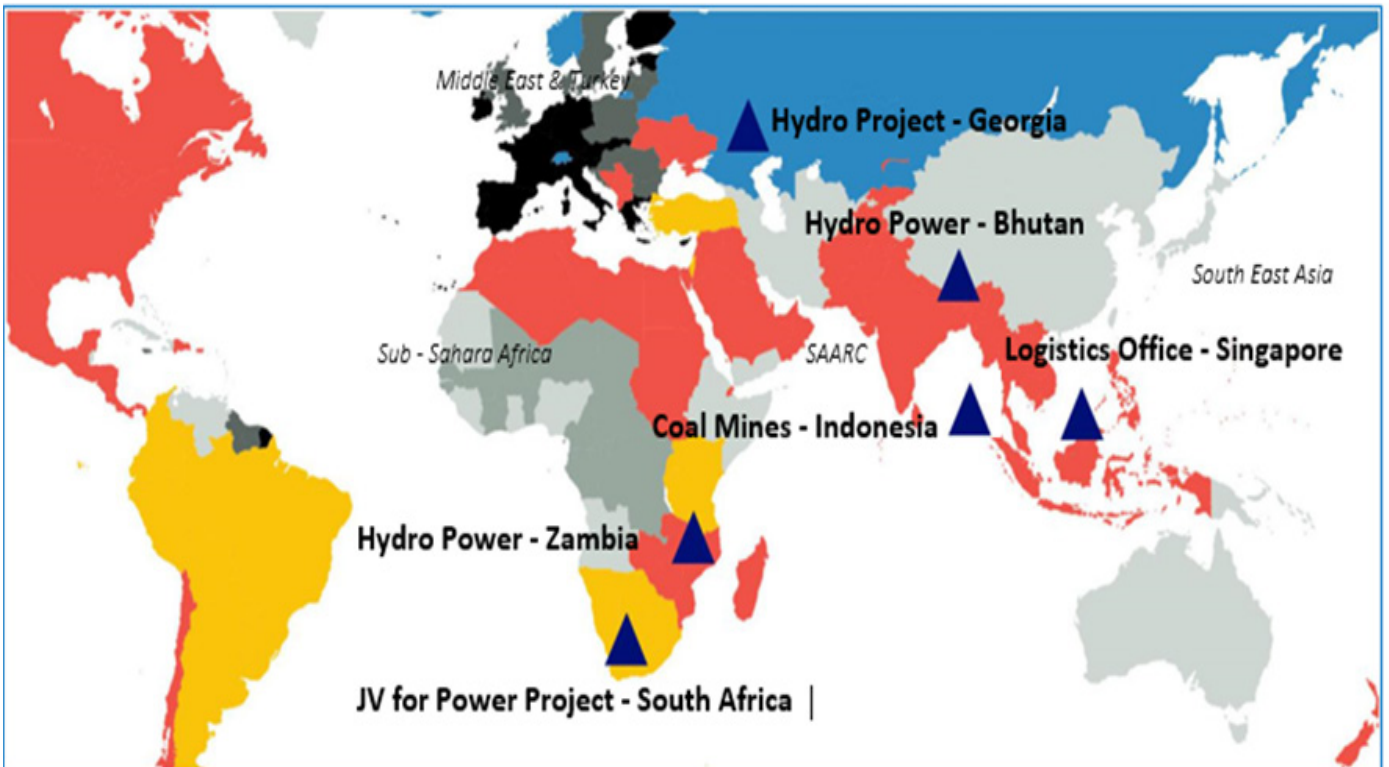 Middle East & Turkey
Hydro Project - Georgia
Hydro Power - Bhutan
South East Asia
Sub - Sahara Africa
SAARC
Logistics Office - Singapore
Coal Mines - Indonesia
Hydro Power - Zambia
JV for Power Project - South Africa |